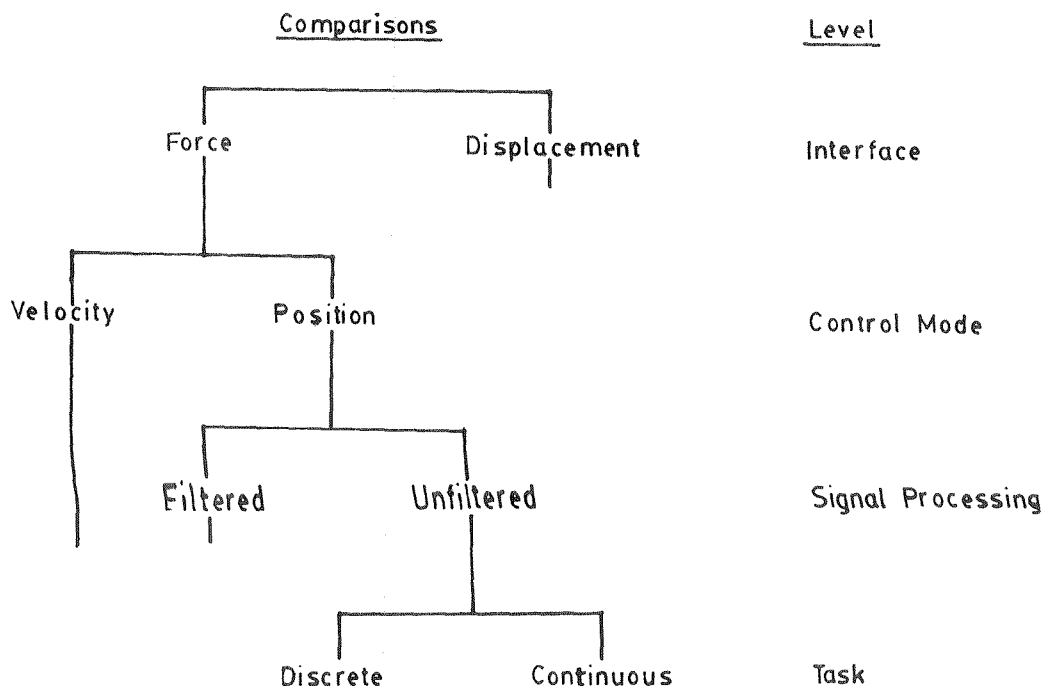 Comparisons Level
Force Displacement Interface
Velocity Position Control Mode
Filtered Unfiltered Signal Processing
Discrete Continuous Task